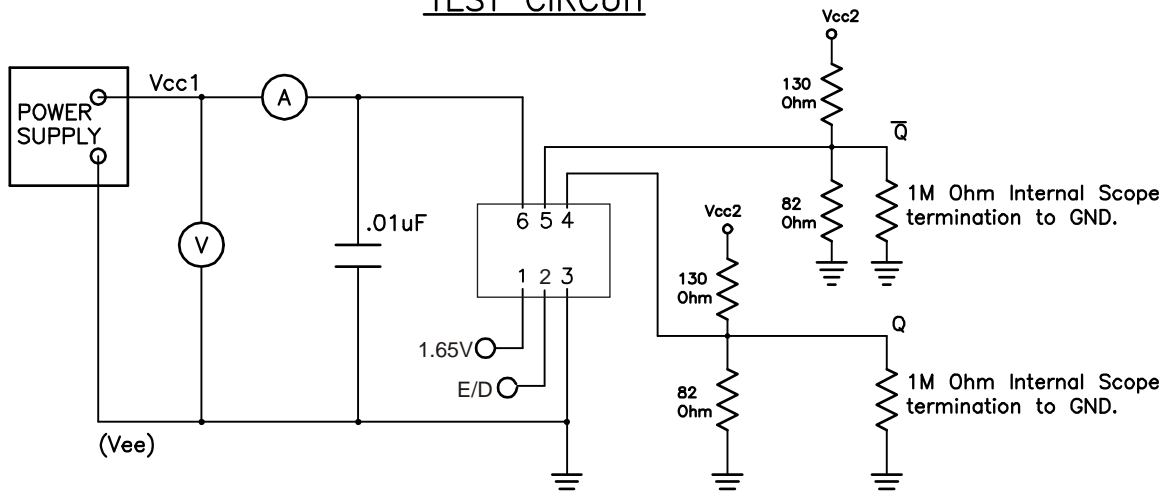 TEST CIRCUIT
POWER
SUPPLY
Vcc1
A
V
.01uF
6 5 4
1 2 3
1.65V
E/D
(Vee)
Vcc2
130
Ohm
Q̅
82
Ohm
1M Ohm Internal Scope
termination to GND.
Vcc2
130
Ohm
Q
82
Ohm
1M Ohm Internal Scope
termination to GND.